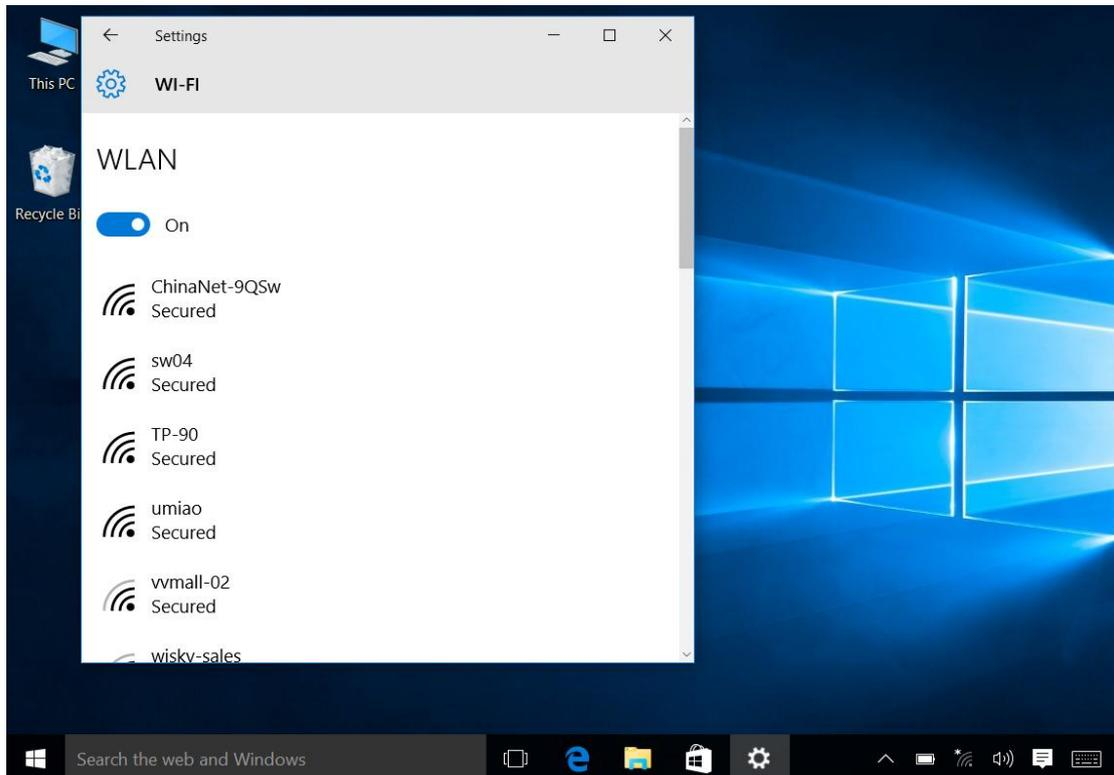 This PC
Recycle Bi
Settings
WI-FI
WLAN
On
ChinaNet-9QSw
Secured
sw04
Secured
TP-90
Secured
umiao
Secured
vvmall-02
Secured
wisky-sales
Search the web and Windows